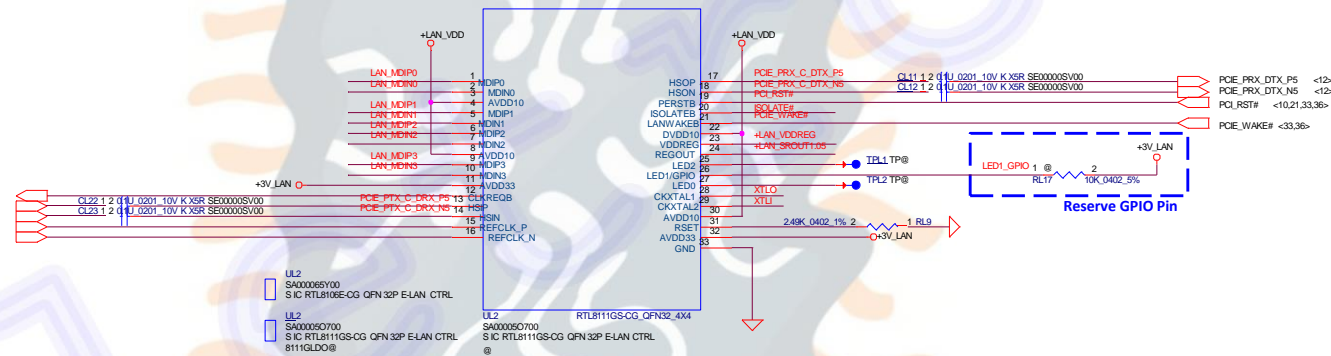 +LAN_VDD
+LAN_VDD
LAN_MDIP0 1 MDIP0
LAN_MDIN0 2 MDIN0
3 AVDD10
LAN_MDIP1 4 MDIP1
LAN_MDIN1 5 MDIN1
LAN_MDIP2 6 MDIP2
LAN_MDIN2 7 MDIN2
8 AVDD10
LAN_MDIP3 9 MDIP3
LAN_MDIN3 10 MDIN3
+3V_LAN 11 AVDD33
12 CLKREQB
CL22 1 2 0.1U_0201_10V K X5R SE00000SV00 PCIE_PTX_C_DRX_P5 13 HSIP
CL23 1 2 0.1U_0201_10V K X5R SE00000SV00 PCIE_PTX_C_DRX_N5 14 HSIN
15 REFCLK_P
16 REFCLK_N
HSOP 17 PCIE_PRX_C_DTX_P5 CL11 1 2 0.1U_0201_10V K X5R SE00000SV00 PCIE_PRX_DTX_P5 <12>
HSON 18 PCIE_PRX_C_DTX_N5 CL12 1 2 0.1U_0201_10V K X5R SE00000SV00 PCIE_PRX_DTX_N5 <12>
PERSTB 19 PCI_RST# PCI_RST# <10,21,33,36>
ISOLATEB 20 ISOLATE#
LANWAKEB 21 PCIE_WAKE# PCIE_WAKE# <33,36>
DVDD10 22
VDDREG 23 +LAN_VDDREG
REGOUT 24 +LAN_SROUT1.05
LED2 25 TPL1 TP@
LED1/GPIO 26
LED0 27 TPL2 TP@
CKXTAL1 28 XTLO
CKXTAL2 29 XTLI
AVDD10 30
RSET 31 2.49K_0402_1% 2 1 RL9
AVDD33 32 +3V_LAN
GND 33
+3V_LAN
LED1_GPIO 1 @ 2
RL17 10K_0402_5%
Reserve GPIO Pin
UL2
SA000065Y00
S IC RTL8106E-CG QFN 32P E-LAN CTRL
UL2
SA00005O700
S IC RTL8111GS-CG QFN 32P E-LAN CTRL
8111GLDO@
UL2 RTL8111GS-CG_QFN32_4X4
SA00005O700
S IC RTL8111GS-CG QFN 32P E-LAN CTRL
@